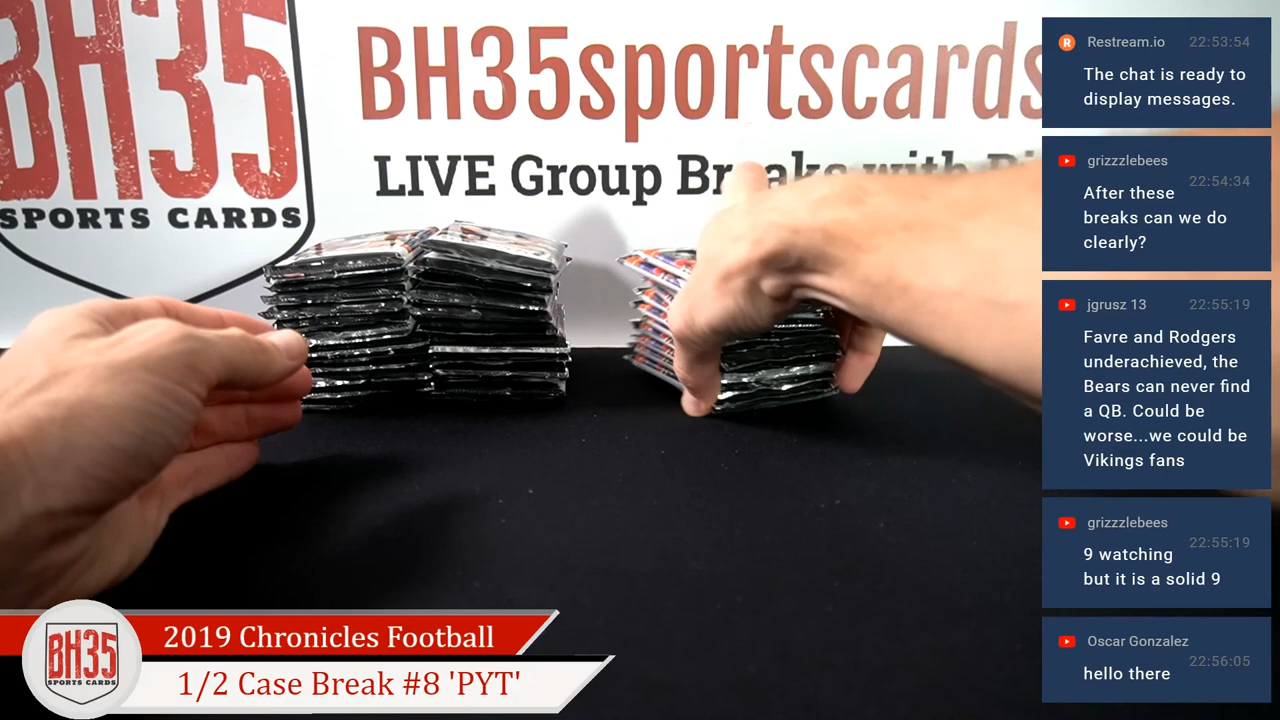 BH35
SPORTS CARDS
BH35sportscards
LIVE Group Breaks with
R Restream.io 22:53:54
The chat is ready to
display messages.
grizzzlebees
22:54:34
After these
breaks can we do
clearly?
jgrusz 13 22:55:19
Favre and Rodgers
underachieved, the
Bears can never find
a QB. Could be
worse...we could be
Vikings fans
grizzzlebees
22:55:19
9 watching
but it is a solid 9
Oscar Gonzalez
22:56:05
hello there
BH35
SPORTS CARDS
2019 Chronicles Football
1/2 Case Break #8 'PYT'